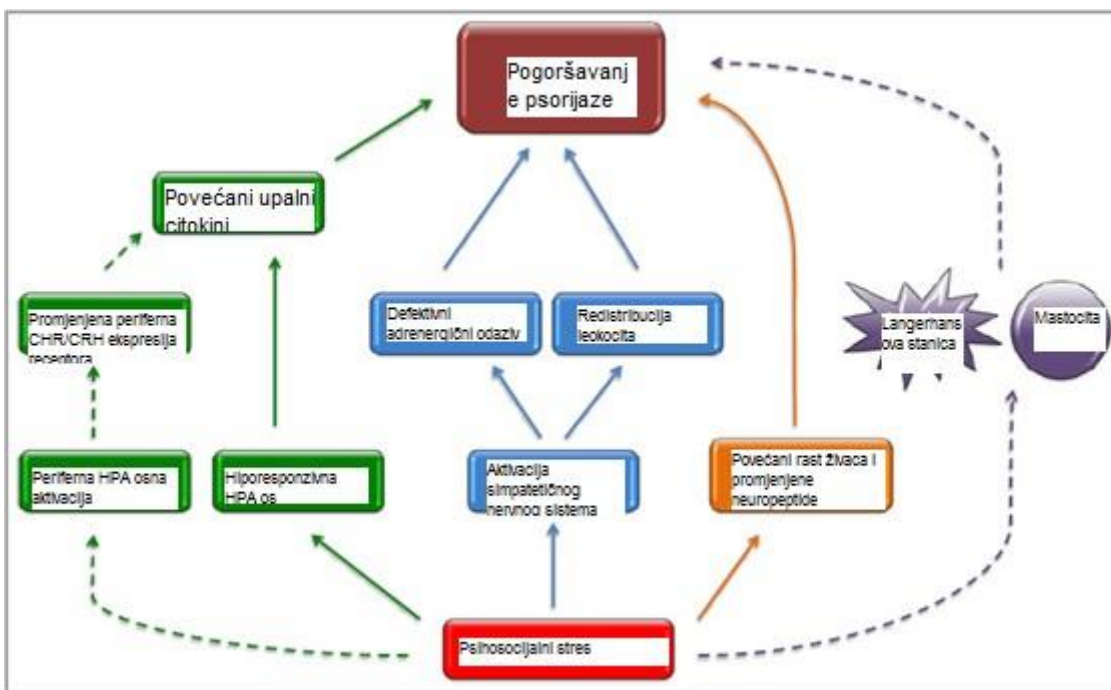 Pogoršavanj
e psorijaze
Povećani upalni
citokini
Promjenjena periferna
CHR/CRH ekspresija
receptora
Defektivni
adrenergični odaziv
Redistribucija
leokocita
Langerhans
ova stanica
Mastocita
Periferna HPA osna
aktivacija
Hiporesponzivna
HPA os
Aktivacija
simpatetičnog
nervnog sistema
Povećani rast živaca i
promjenjene
neuropeptide
Psihosocijalni stres